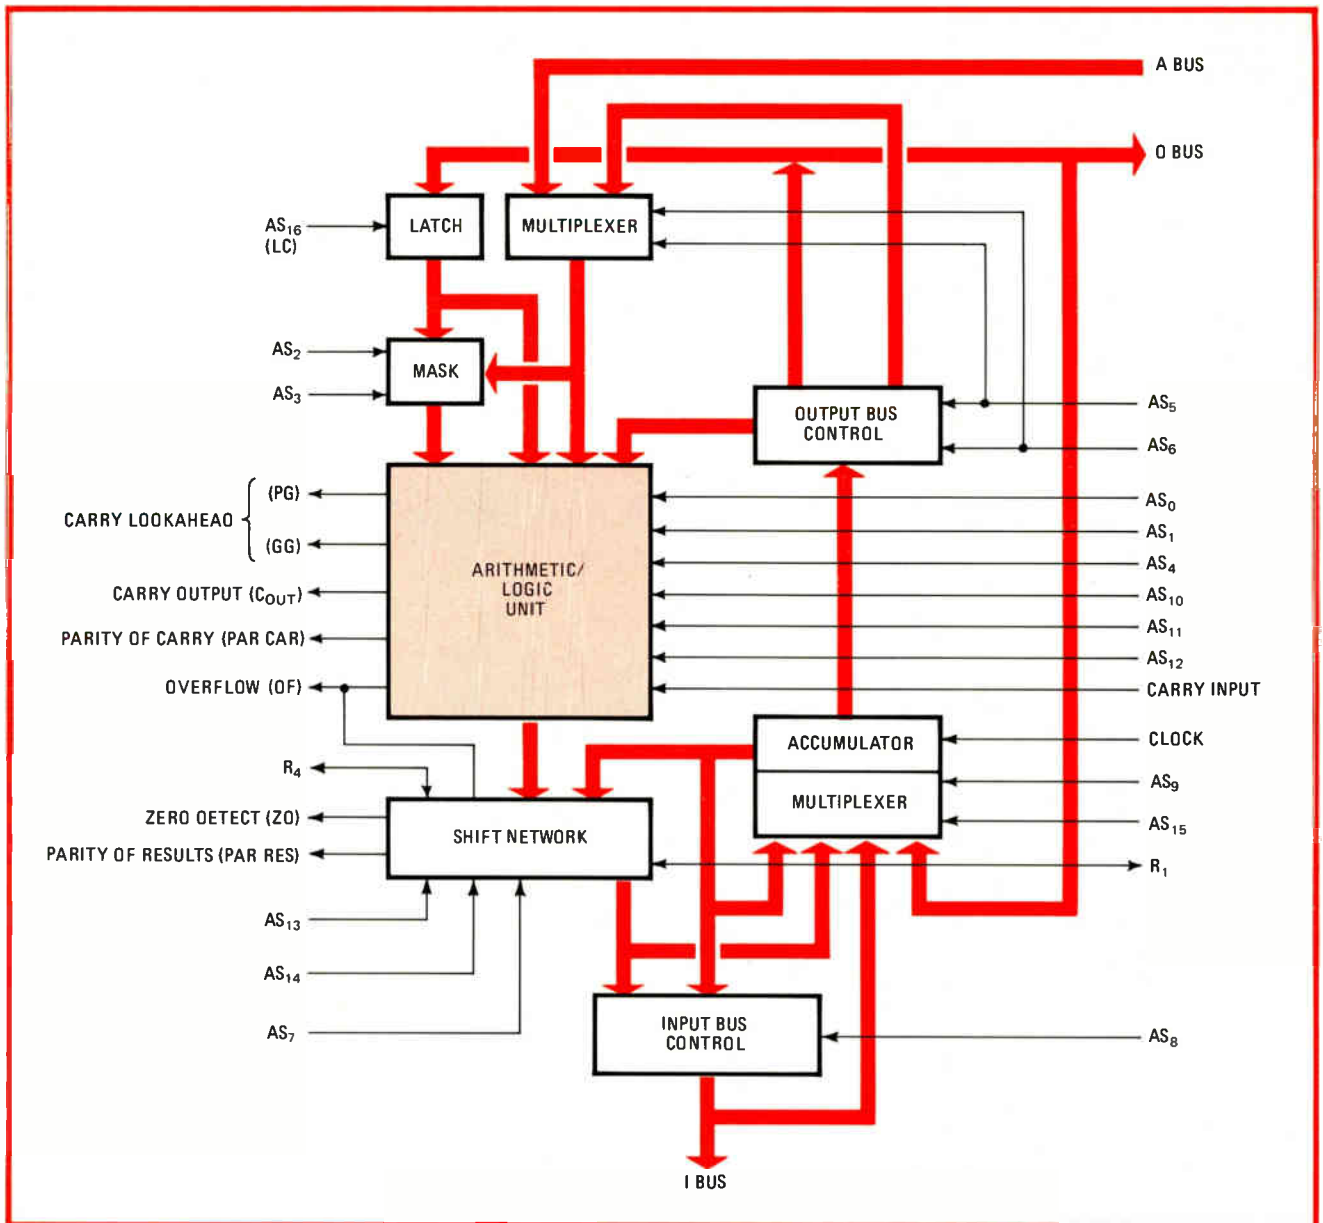 A BUS
O BUS
AS16
(LC)
LATCH
MULTIPLEXER
AS2
AS3
MASK
OUTPUT BUS
CONTROL
AS5
AS6
CARRY LOOKAHEAD
(PG)
(GG)
CARRY OUTPUT (COUT)
PARITY OF CARRY (PAR CAR)
OVERFLOW (OF)
ARITHMETIC/
LOGIC
UNIT
AS0
AS1
AS4
AS10
AS11
AS12
CARRY INPUT
ACCUMULATOR
MULTIPLEXER
CLOCK
AS9
AS15
R1
R4
ZERO DETECT (ZO)
PARITY OF RESULTS (PAR RES)
SHIFT NETWORK
AS13
AS14
AS7
INPUT BUS
CONTROL
AS8
I BUS